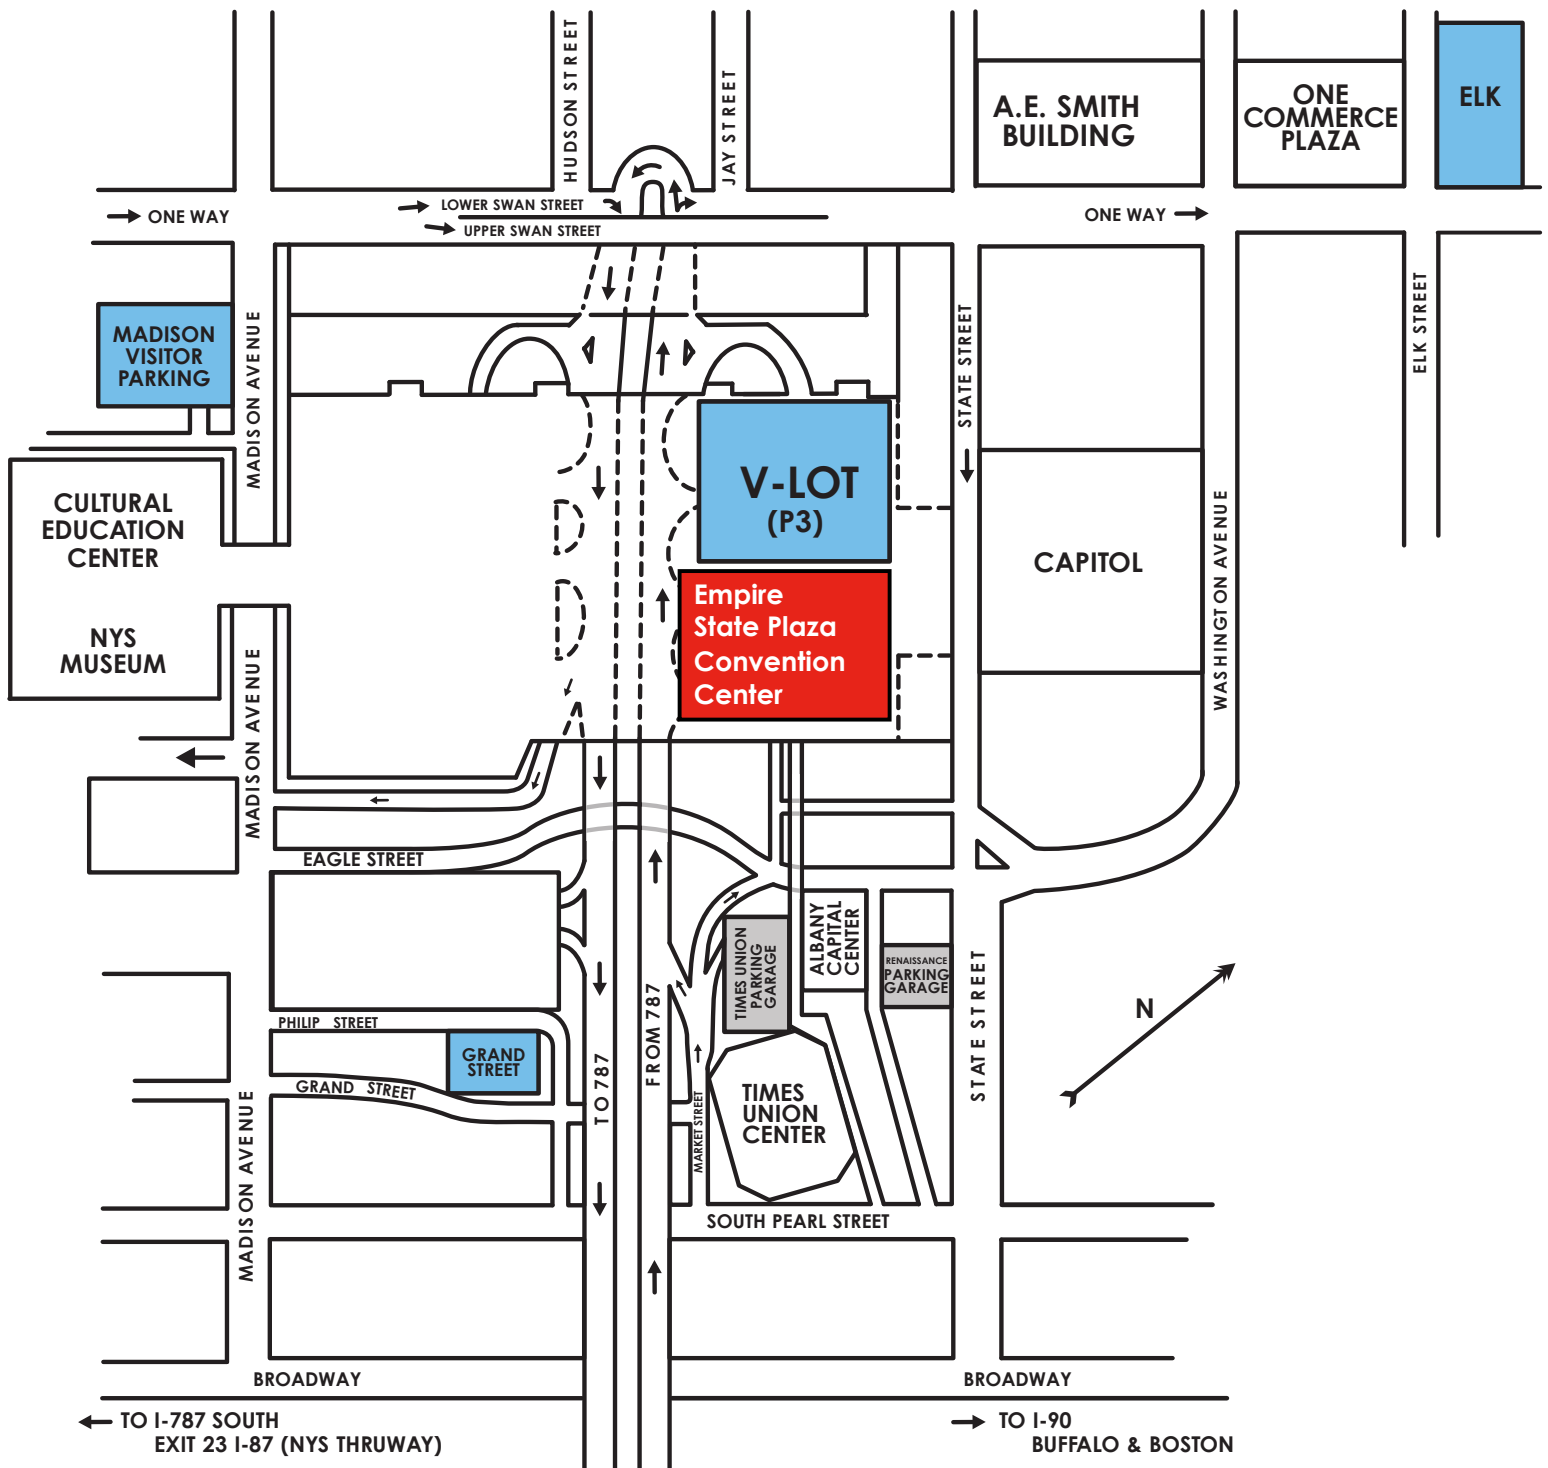 HUDSON STREET
JAY STREET
A.E. SMITH
BUILDING
ONE
COMMERCE
PLAZA
ELK
ONE WAY
LOWER SWAN STREET
UPPER SWAN STREET
ONE WAY
MADISON
VISITOR
PARKING
MADISON AVENUE
STATE STREET
ELK STREET
V-LOT
(P3)
CULTURAL
EDUCATION
CENTER
NYS
MUSEUM
CAPITOL
WASHINGTON AVENUE
Empire
State Plaza
Convention
Center
MADISON AVENUE
EAGLE STREET
TIMES UNION
PARKING
GARAGE
ALBANY
CAPITAL
CENTER
RENAISSANCE
PARKING
GARAGE
STATE STREET
N
PHILIP STREET
GRAND
STREET
GRAND STREET
TO 787
FROM 787
MARKET STREET
TIMES
UNION
CENTER
MADISON AVENUE
SOUTH PEARL STREET
BROADWAY
BROADWAY
TO I-787 SOUTH
EXIT 23 I-87 (NYS THRUWAY)
TO I-90
BUFFALO & BOSTON